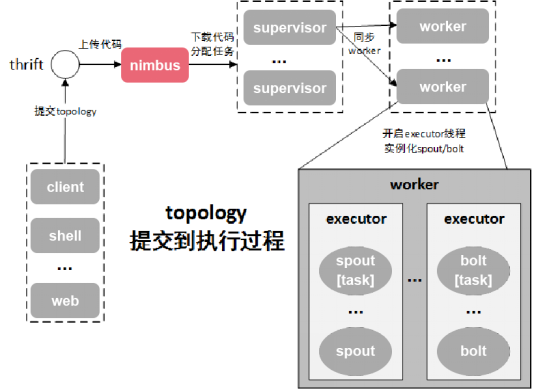 thrift
上传代码
nimbus
下载代码
分配任务
supervisor
...
supervisor
同步
worker
worker
...
worker
提交topology
client
shell
...
web
topology
提交到执行过程
开启executor线程
实例化spout/bolt
worker
executor
spout
[task]
...
spout
...
executor
bolt
[task]
...
bolt